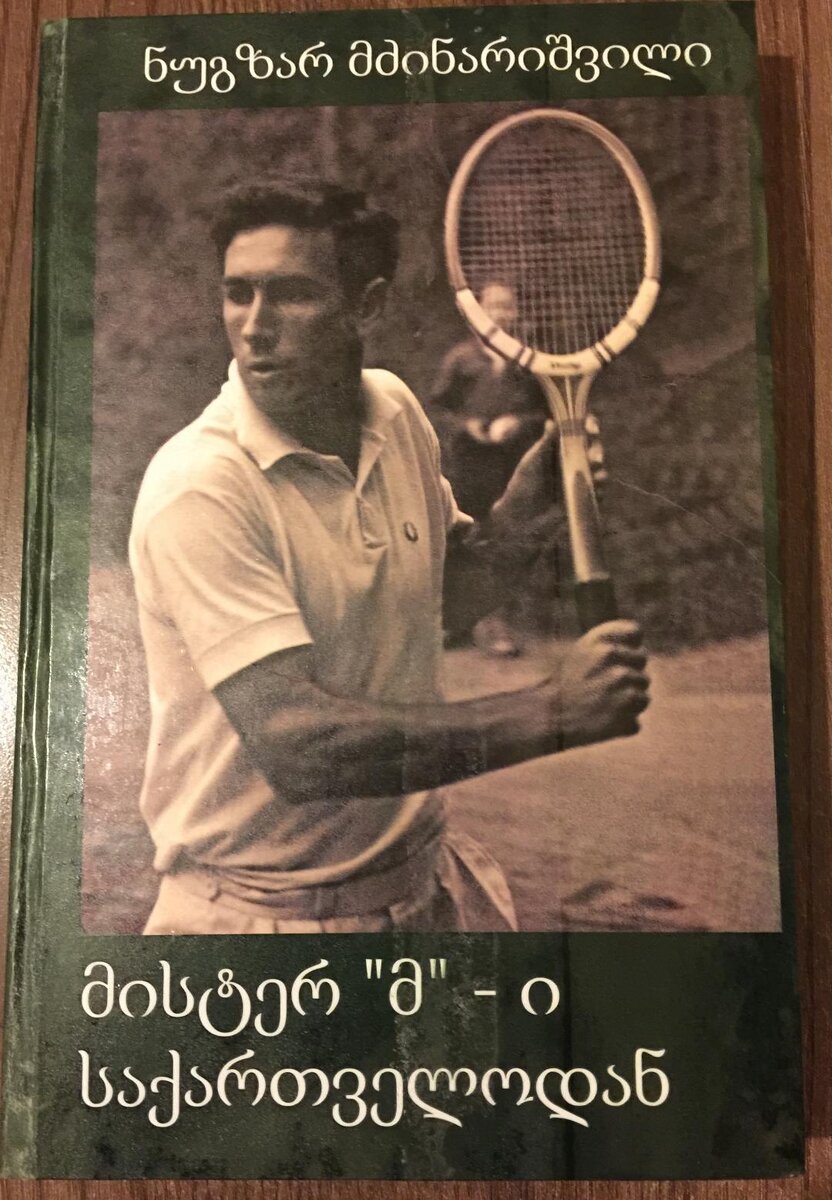 ნუგზარ მძინარიშვილი
მისტერ "მ" - ი
საქართველოდან